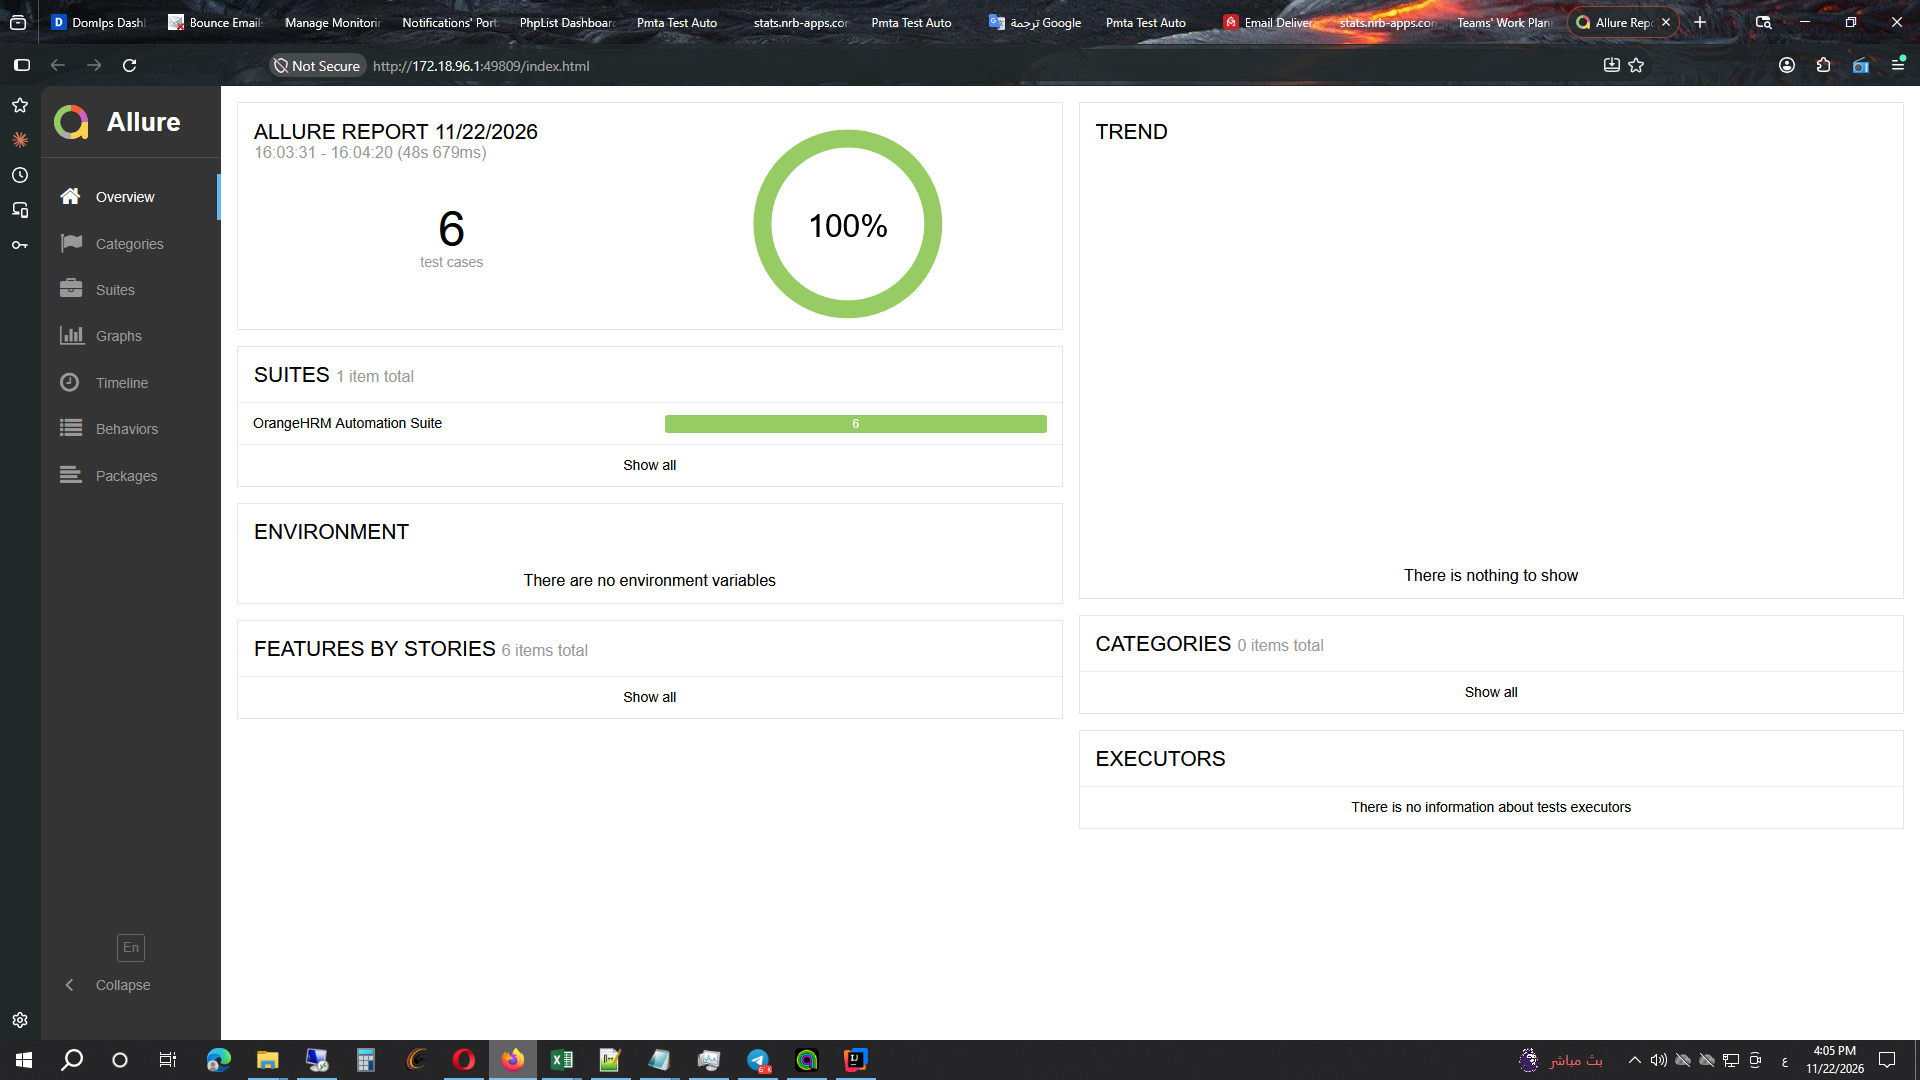 DomIps Dash
Bounce Email
Manage Monitorin
Notifications' Port
PhpList Dashboard
Pmta Test Auto
stats.nrb-apps.com
Pmta Test Auto
ترجمة Google
Pmta Test Auto
Email Deliver
stats.nrb-apps.com
Teams' Work Plan
Allure Rep
Not Secure
http://172.18.96.1:49809/index.html
Allure
Overview
Categories
Suites
Graphs
Timeline
Behaviors
Packages
En
Collapse
ALLURE REPORT 11/22/2026
16:03:31 - 16:04:20 (48s 679ms)
6
test cases
100%
SUITES 1 item total
OrangeHRM Automation Suite
6
Show all
ENVIRONMENT
There are no environment variables
FEATURES BY STORIES 6 items total
Show all
TREND
There is nothing to show
CATEGORIES 0 items total
Show all
EXECUTORS
There is no information about tests executors
بث مباشر
ع
4:05 PM
11/22/2026